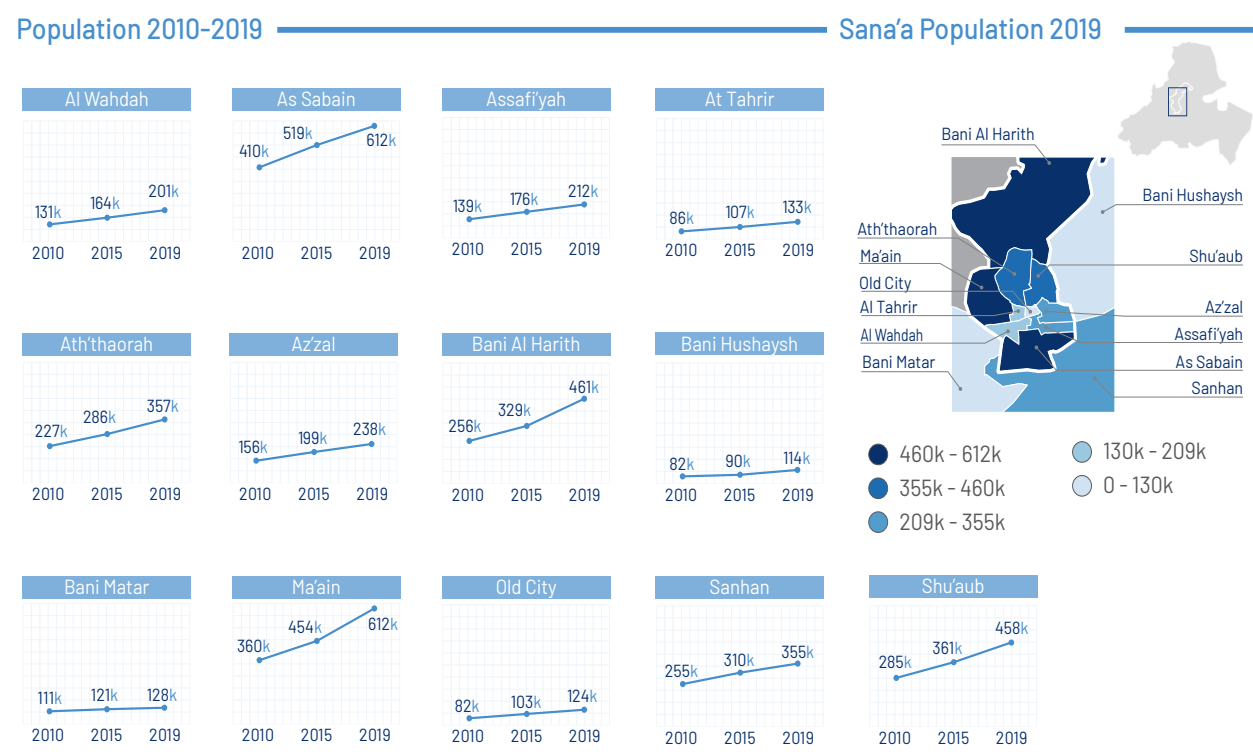 Population 2010-2019
Sana'a Population 2019
Al Wahdah
131k
164k
201k
2010 2015 2019
As Sabain
410k
519k
612k
2010 2015 2019
Assafi'yah
139k
176k
212k
2010 2015 2019
At Tahrir
86k
107k
133k
2010 2015 2019
Ath'thaorah
227k
286k
357k
2010 2015 2019
Az'zal
156k
199k
238k
2010 2015 2019
Bani Al Harith
256k
329k
461k
2010 2015 2019
Bani Hushaysh
82k
90k
114k
2010 2015 2019
Bani Matar
111k
121k
128k
2010 2015 2019
Ma'ain
360k
454k
612k
2010 2015 2019
Old City
82k
103k
124k
2010 2015 2019
Sanhan
255k
310k
355k
2010 2015 2019
Shu'aub
285k
361k
458k
2010 2015 2019
Bani Al Harith
Bani Hushaysh
Ath'thaorah
Ma'ain
Old City
Al Tahrir
Al Wahdah
Bani Matar
Shu'aub
Az'zal
Assafi'yah
As Sabain
Sanhan
460k - 612k
355k - 460k
209k - 355k
130k - 209k
0 - 130k